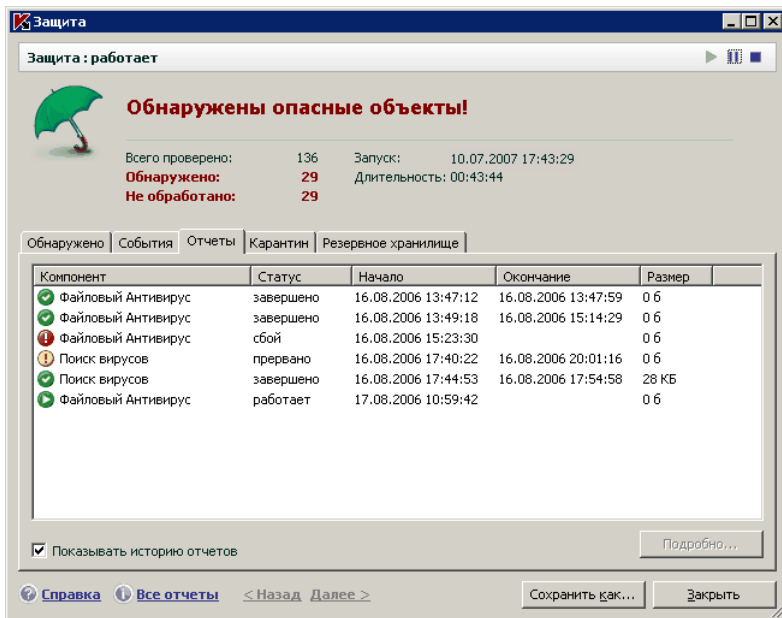 Защита
Защита : работает
Обнаружены опасные объекты!
Всего проверено: 136 Запуск: 10.07.2007 17:43:29
Обнаружено: 29 Длительность: 00:43:44
Не обработано: 29
Обнаружено События Отчеты Карантин Резервное хранилище
Компонент Статус Начало Окончание Размер
Файловый Антивирус завершено 16.08.2006 13:47:12 16.08.2006 13:47:59 0 б
Файловый Антивирус завершено 16.08.2006 13:49:18 16.08.2006 15:14:29 0 б
Файловый Антивирус сбой 16.08.2006 15:23:30 0 б
Поиск вирусов прервано 16.08.2006 17:40:22 16.08.2006 20:01:16 0 б
Поиск вирусов завершено 16.08.2006 17:44:53 16.08.2006 17:54:58 28 КБ
Файловый Антивирус работает 17.08.2006 10:59:42 0 б
Показывать историю отчетов Подробно...
Справка Все отчеты < Назад Далее > Сохранить как... Закрыть